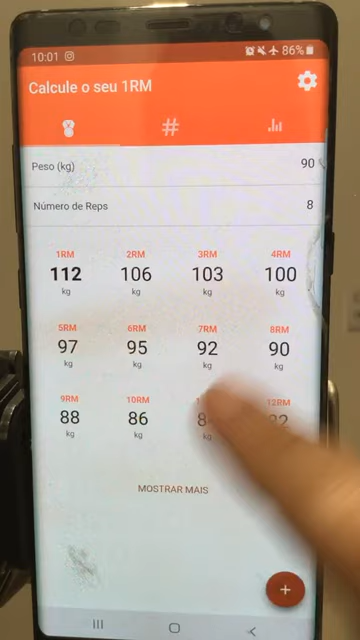 10:01 86%
Calcule o seu 1RM
#
Peso (kg) 90
Número de Reps 8
1RM 2RM 3RM 4RM
112 106 103 100
kg kg kg kg
5RM 6RM 7RM 8RM
97 95 92 90
kg kg kg kg
9RM 10RM 12RM
88 86
kg kg kg
MOSTRAR MAIS
+